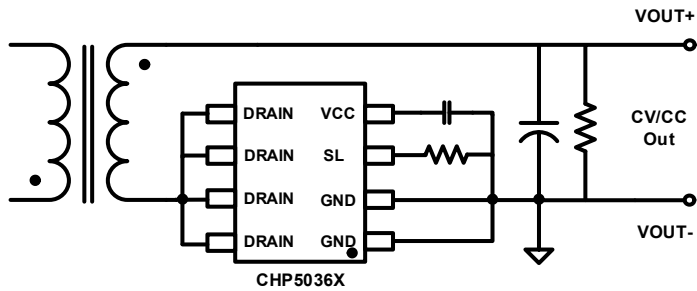 VOUT+
DRAIN VCC
DRAIN SL
DRAIN GND
DRAIN GND
CV/CC
Out
VOUT-
CHP5036X